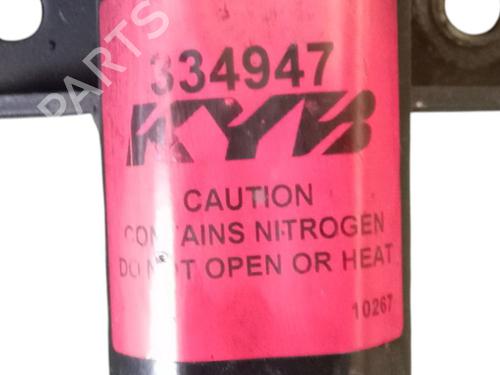 334947
KYB
CAUTION
CONTAINS NITROGEN
DO NOT OPEN OR HEAT
10267
PARTS